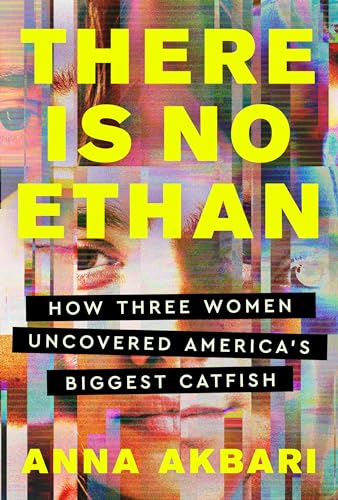 THERE
IS NO
ETHAN
HOW THREE WOMEN
UNCOVERED AMERICA'S
BIGGEST CATFISH
ANNA AKBARI